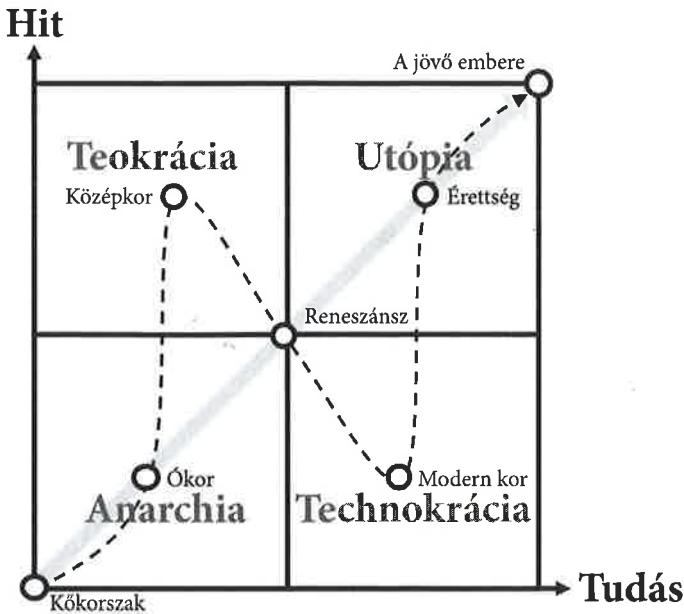 Hit
A jövő embere
Teokrácia
Utópia
Középkor
Érettség
Reneszánsz
Ókor
Modern kor
Anarchia
Technokrácia
Tudás
Kőkorszak